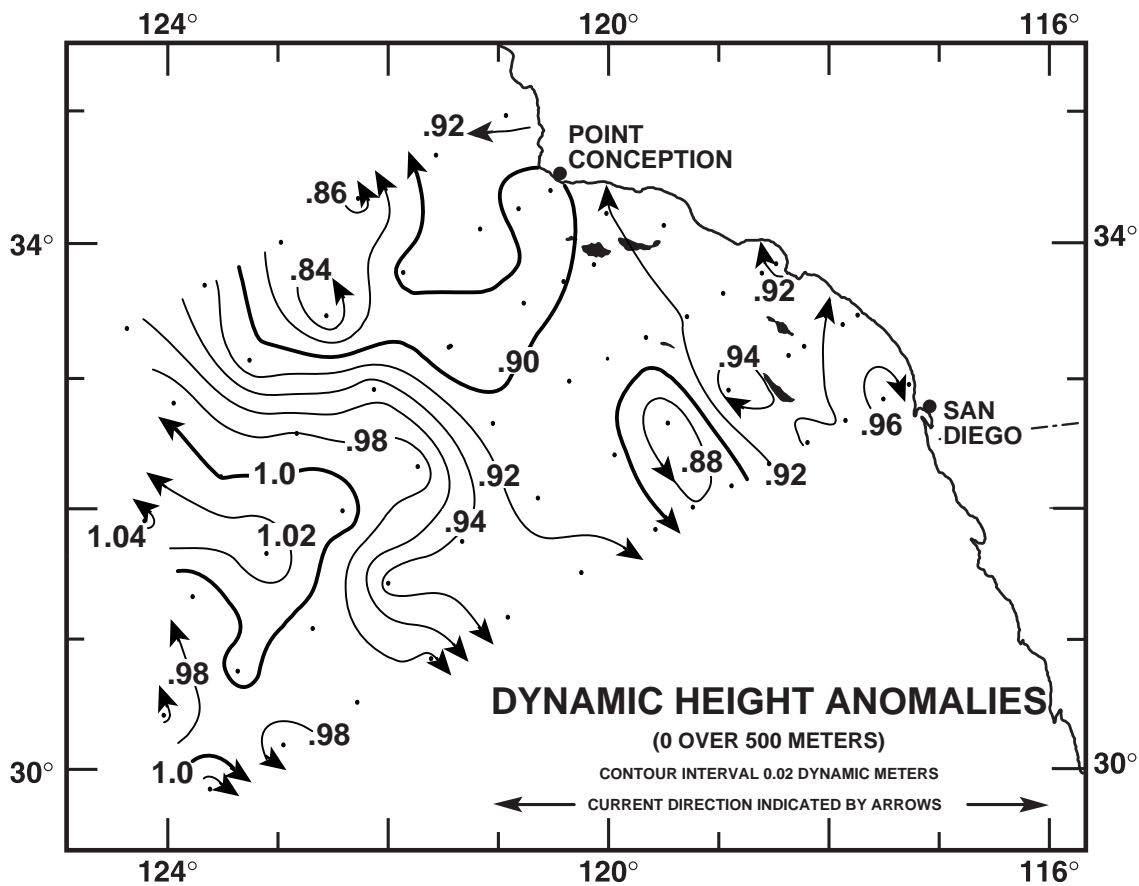 124° 120° 116°
.92
POINT
CONCEPTION
.86
34° 34°
.84
.92
.90
.94
.98
.96
SAN
DIEGO
1.0
.92
.88
.92
.94
1.04
1.02
.98
DYNAMIC HEIGHT ANOMALIES
.98
(0 OVER 500 METERS)
1.0
30° 30°
CONTOUR INTERVAL 0.02 DYNAMIC METERS
CURRENT DIRECTION INDICATED BY ARROWS
124° 120° 116°